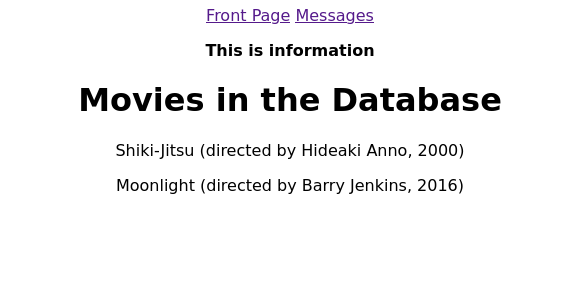 Front Page Messages
This is information
Movies in the Database
Shiki-Jitsu (directed by Hideaki Anno, 2000)
Moonlight (directed by Barry Jenkins, 2016)